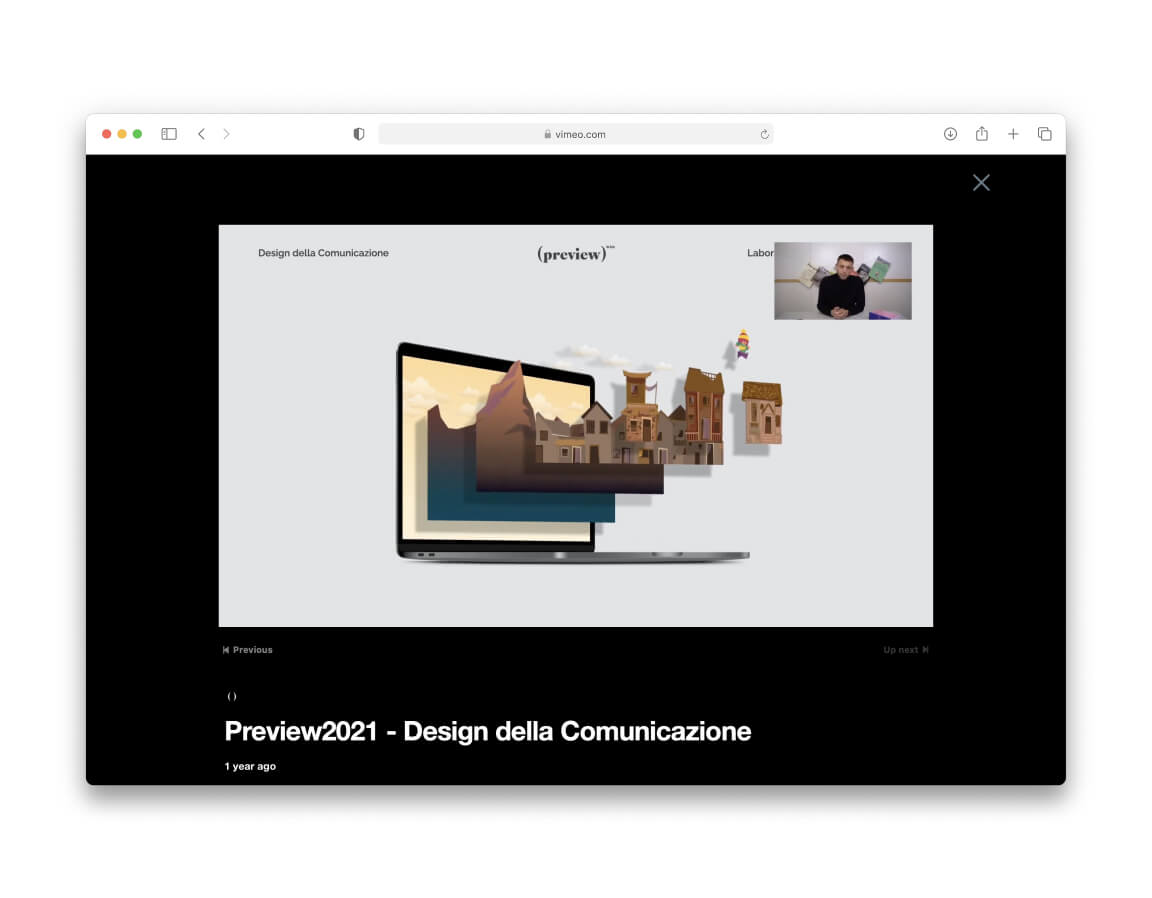 vimeo.com
Design della Comunicazione
(preview)
Labor
Previous
Up next
()
Preview2021 - Design della Comunicazione
1 year ago